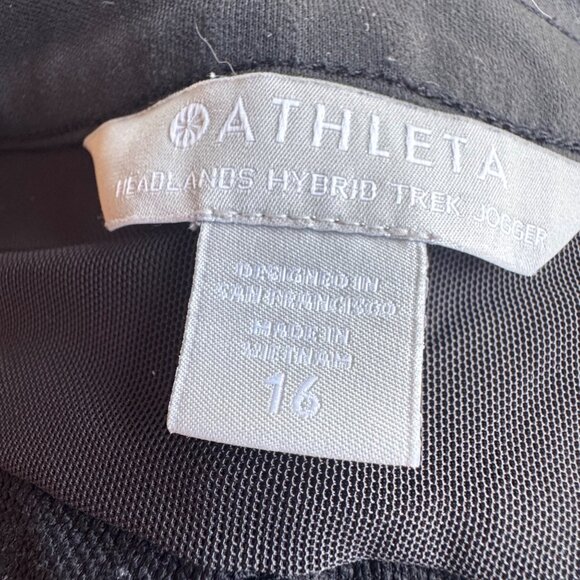 ATHLETA
HEADLANDS HYBRID TREK JOGGER
DESIGNED IN
SAN FRANCISCO
MADE IN
VIETNAM
16